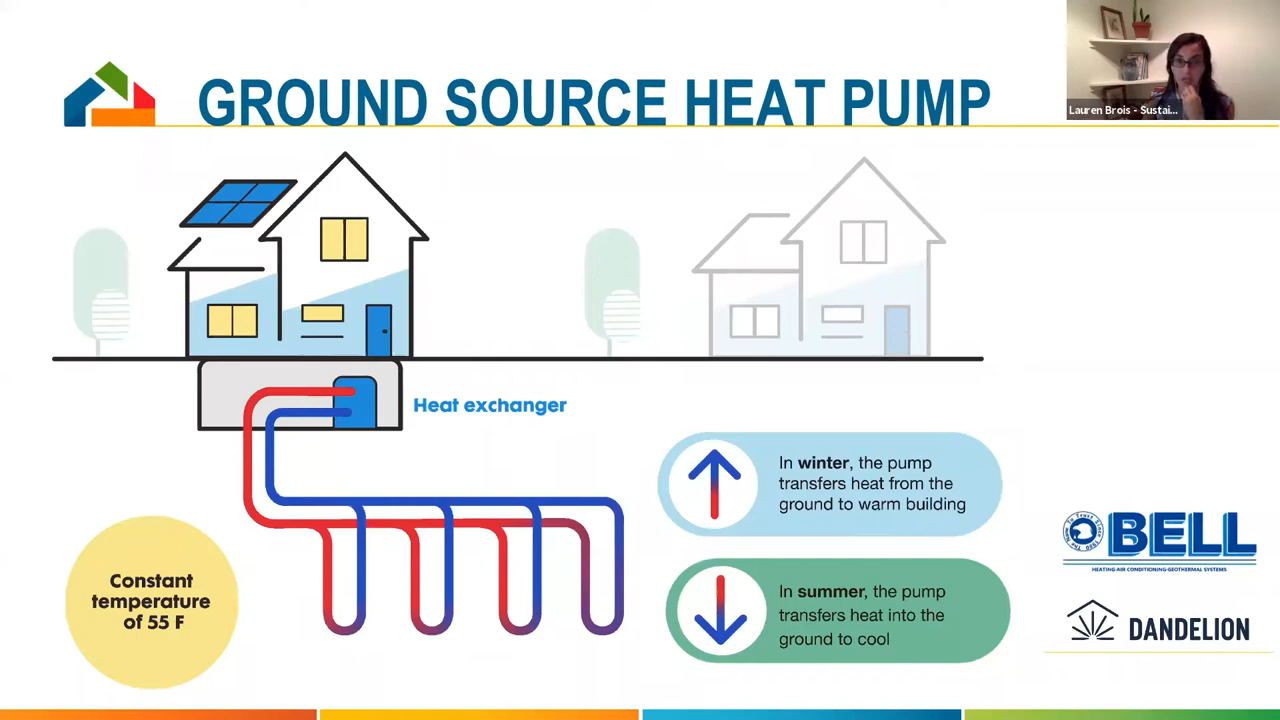 GROUND SOURCE HEAT PUMP
Lauren Brois - Sustai...
Heat exchanger
In winter, the pump
transfers heat from the
ground to warm building
Constant
temperature
of 55 F
In summer, the pump
transfers heat into the
ground to cool
BELL
HEATING-AIR CONDITIONING-GEOTHERMAL SYSTEMS
DANDELION